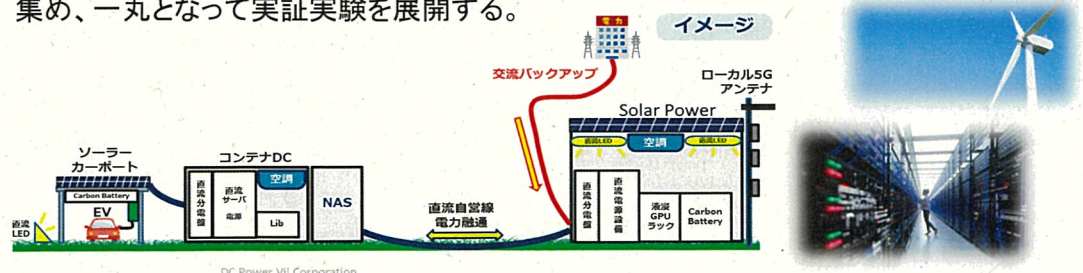 集め、一丸となって実証実験を展開する。
電力
イメージ
交流バックアップ
ローカル5G
アンテナ
Solar Power
直流LED
空調
直流LED
ソーラー
カーポート
コンテナDC
Carbon Battery
EV
直流
LED
直流分電盤
直流
サーバ
電源
空調
Lib
NAS
直流自営線
電力融通
直流分電盤
直流電源設備
液浸
GPU
ラック
Carbon
Battery
DC Power Vil Corporation